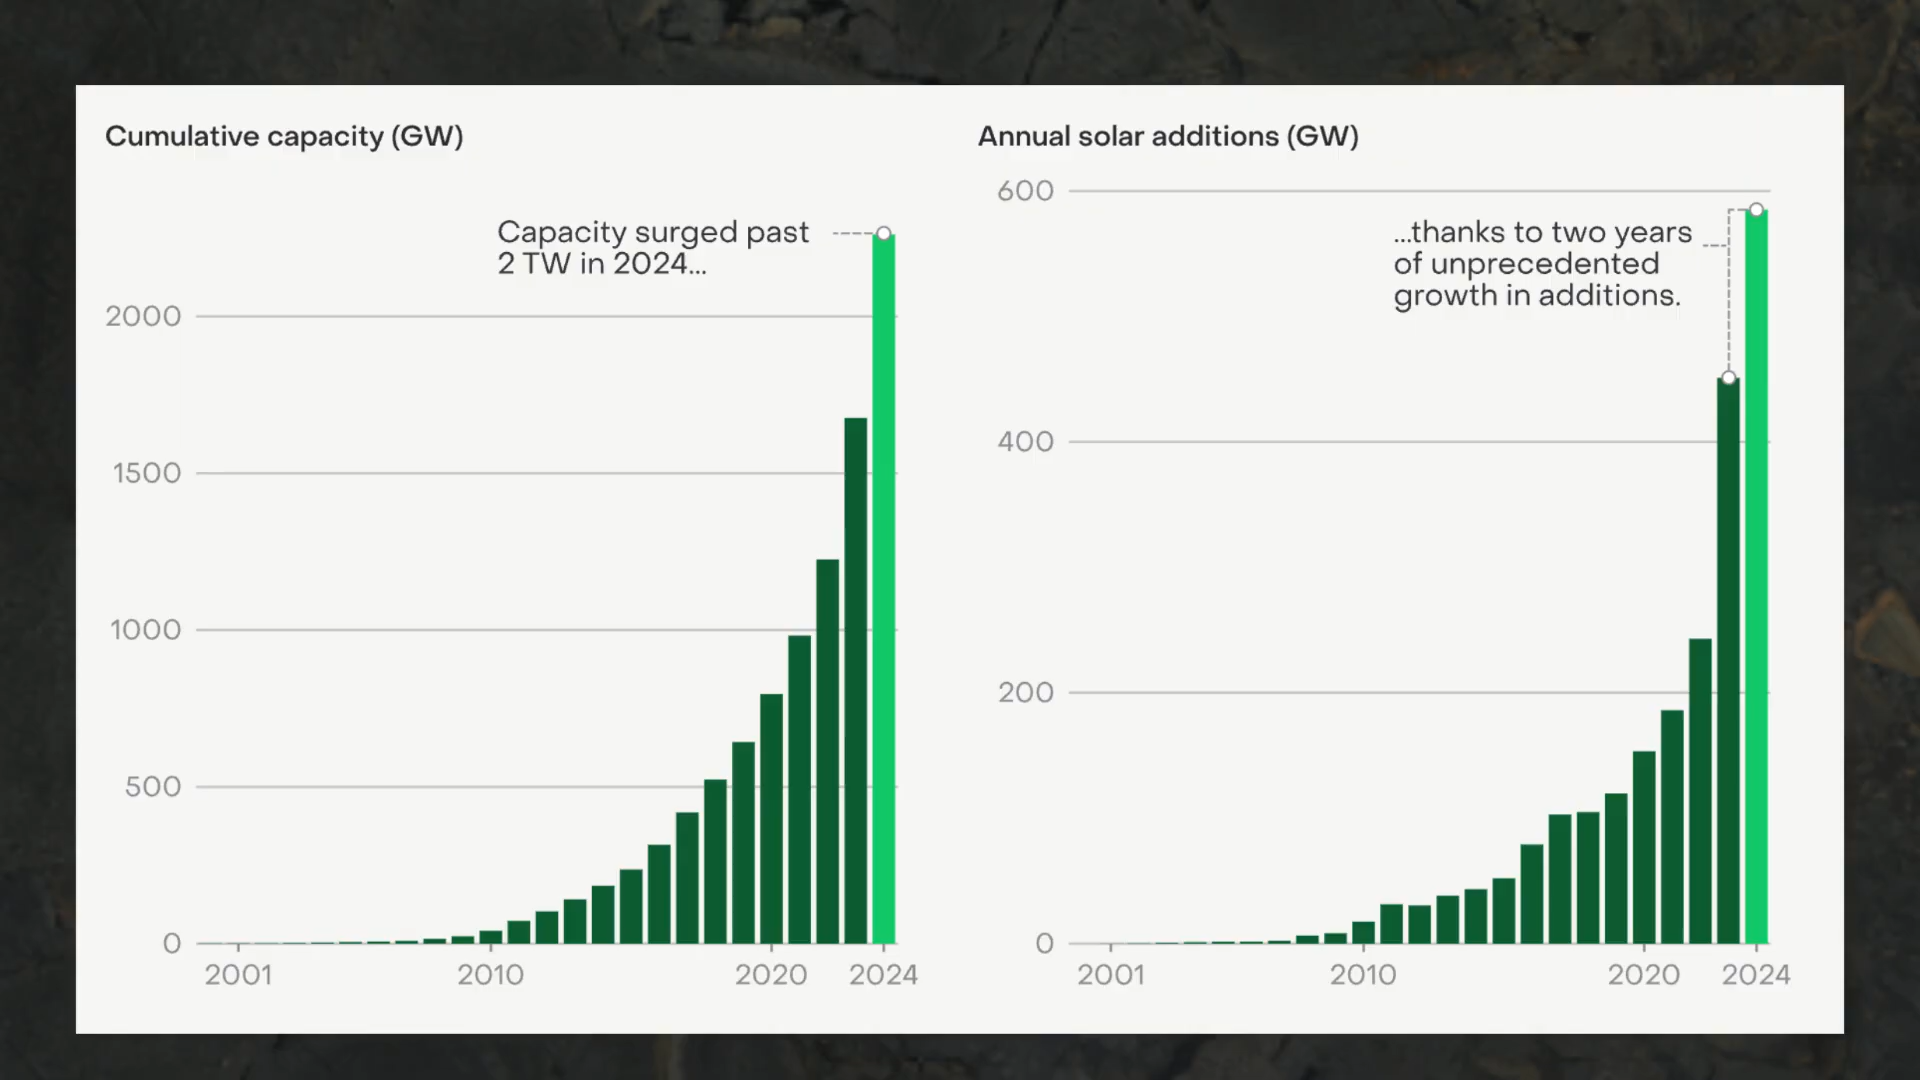 Cumulative capacity (GW)
Capacity surged past
2 TW in 2024...
2000
1500
1000
500
0
2001
2010
2020
2024
Annual solar additions (GW)
600
...thanks to two years
of unprecedented
growth in additions.
400
200
0
2001
2010
2020
2024